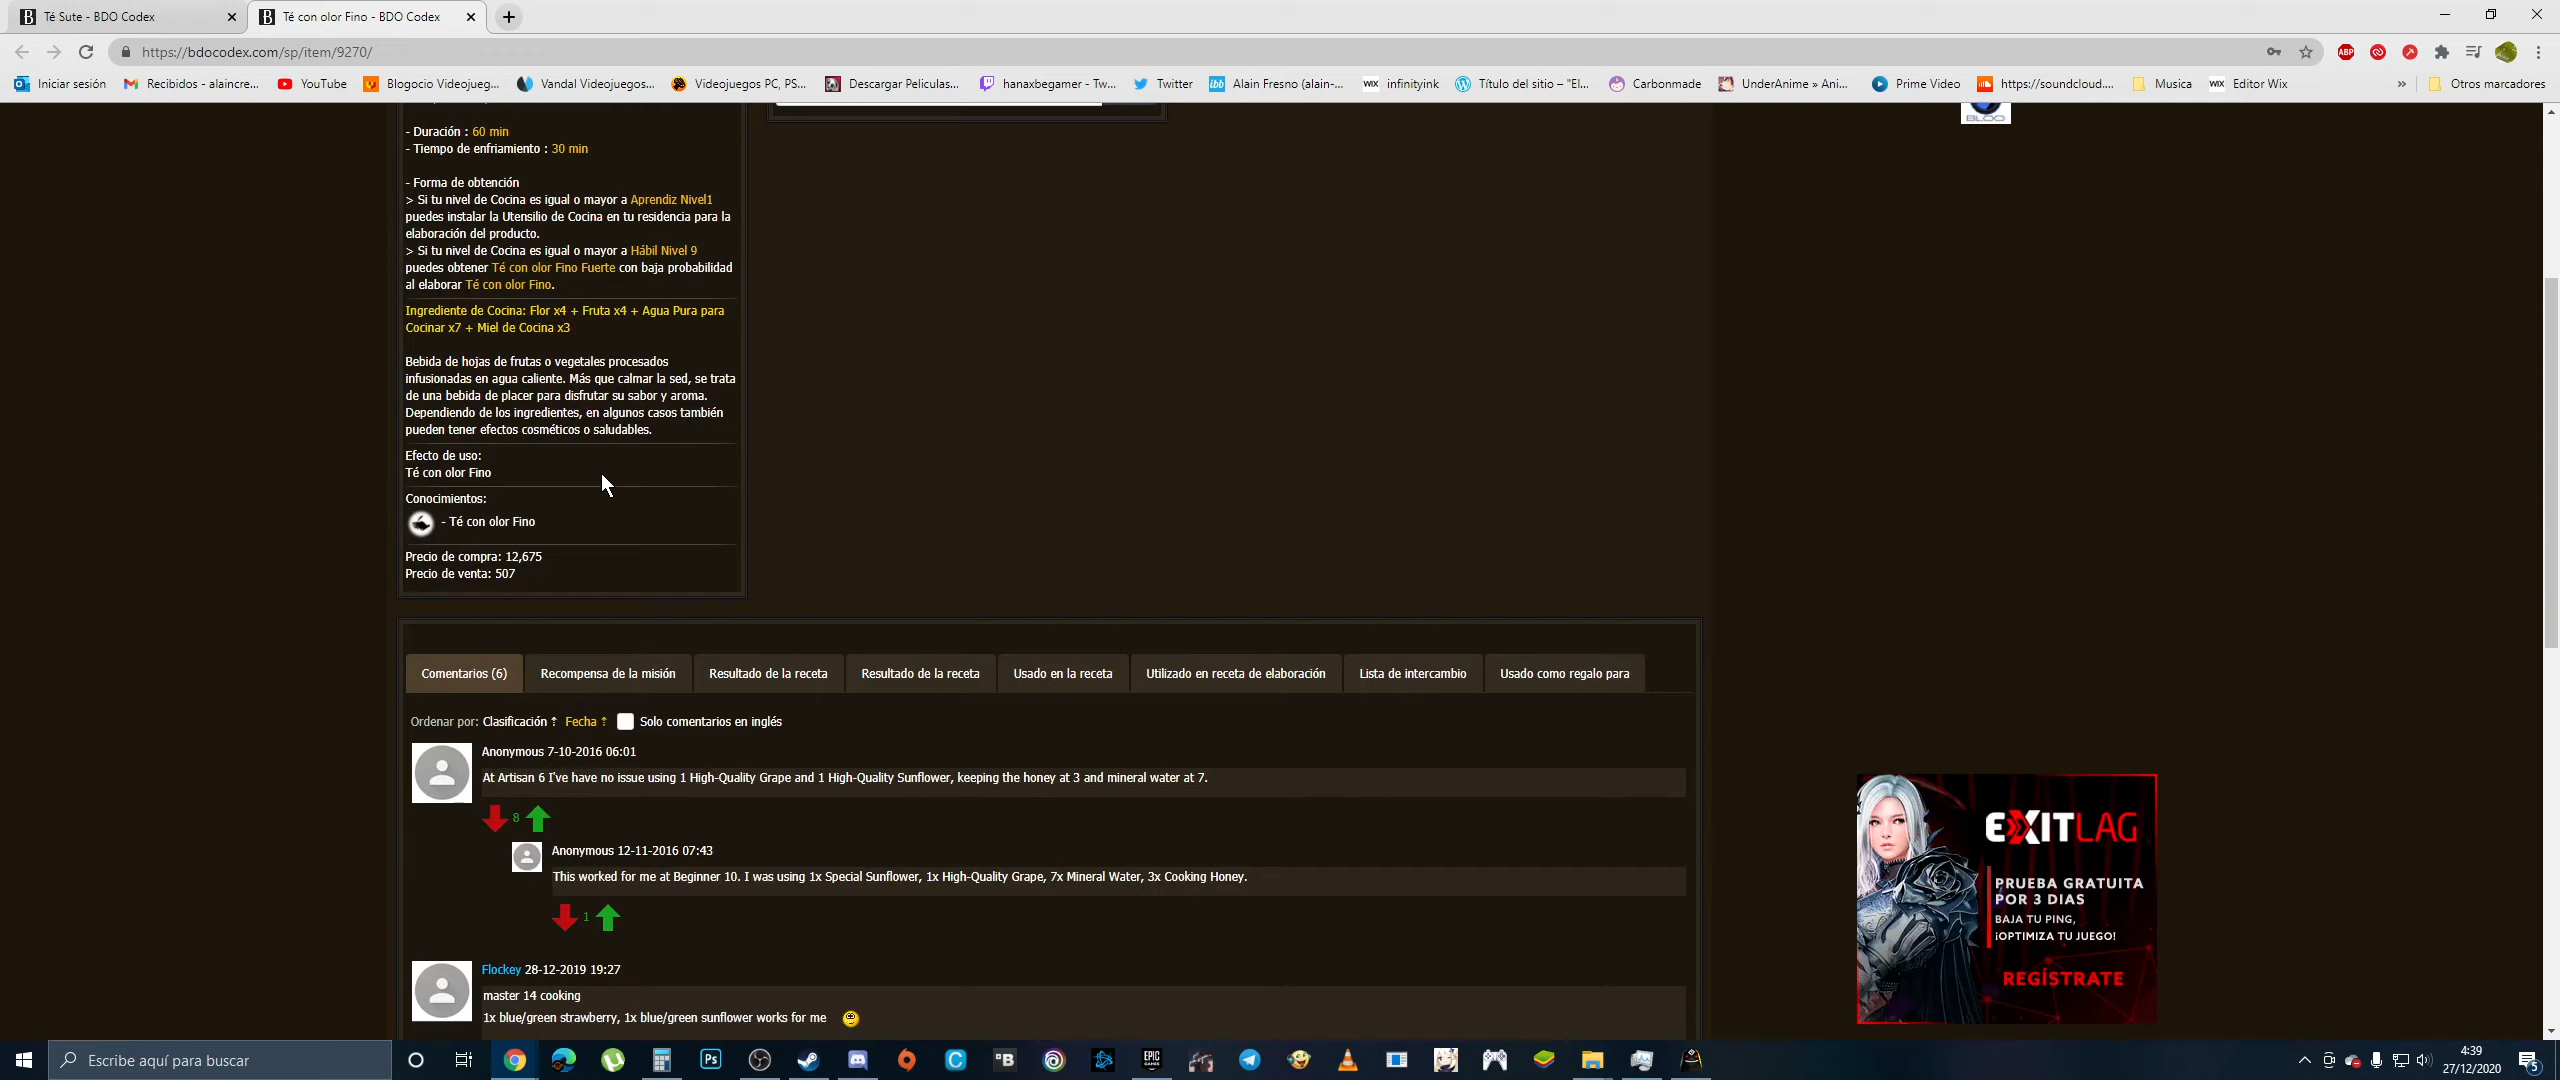 Té Sute - BDO Codex
Té con olor Fino - BDO Codex
https://bdocodex.com/sp/item/9270/
ABP
Iniciar sesión
Recibidos - alaincre...
YouTube
Blogocio Videojueg...
Vandal Videojuegos...
Videojuegos PC, PS...
Descargar Peliculas...
hanaxbegamer - Tw...
Twitter
ibb Alain Fresno (alain-...
WIX infinityink
Título del sitio – "El...
Carbonmade
UnderAnime » Ani...
Prime Video
https://soundcloud....
Musica
WIX Editor Wix
»
Otros marcadores
BLOO
- Duración : 60 min
- Tiempo de enfriamiento : 30 min
- Forma de obtención
> Si tu nivel de Cocina es igual o mayor a Aprendiz Nivel1
puedes instalar la Utensilio de Cocina en tu residencia para la
elaboración del producto.
> Si tu nivel de Cocina es igual o mayor a Hábil Nivel 9
puedes obtener Té con olor Fino Fuerte con baja probabilidad
al elaborar Té con olor Fino.
Ingrediente de Cocina: Flor x4 + Fruta x4 + Agua Pura para
Cocinar x7 + Miel de Cocina x3
Bebida de hojas de frutas o vegetales procesados
infusionadas en agua caliente. Más que calmar la sed, se trata
de una bebida de placer para disfrutar su sabor y aroma.
Dependiendo de los ingredientes, en algunos casos también
pueden tener efectos cosméticos o saludables.
Efecto de uso:
Té con olor Fino
Conocimientos:
- Té con olor Fino
Precio de compra: 12,675
Precio de venta: 507
Comentarios (6)
Recompensa de la misión
Resultado de la receta
Resultado de la receta
Usado en la receta
Utilizado en receta de elaboración
Lista de intercambio
Usado como regalo para
Ordenar por: Clasificación ↑ Fecha ↑ Solo comentarios en inglés
Anonymous 7-10-2016 06:01
At Artisan 6 I've have no issue using 1 High-Quality Grape and 1 High-Quality Sunflower, keeping the honey at 3 and mineral water at 7.
8
Anonymous 12-11-2016 07:43
This worked for me at Beginner 10. I was using 1x Special Sunflower, 1x High-Quality Grape, 7x Mineral Water, 3x Cooking Honey.
1
Flockey 28-12-2019 19:27
master 14 cooking
1x blue/green strawberry, 1x blue/green sunflower works for me
EXITLAG
PRUEBA GRATUITA
POR 3 DIAS
BAJA TU PING,
¡OPTIMIZA TU JUEGO!
REGÍSTRATE
Escribe aquí para buscar
Ps
EPIC
GAMES
4:39
27/12/2020
5